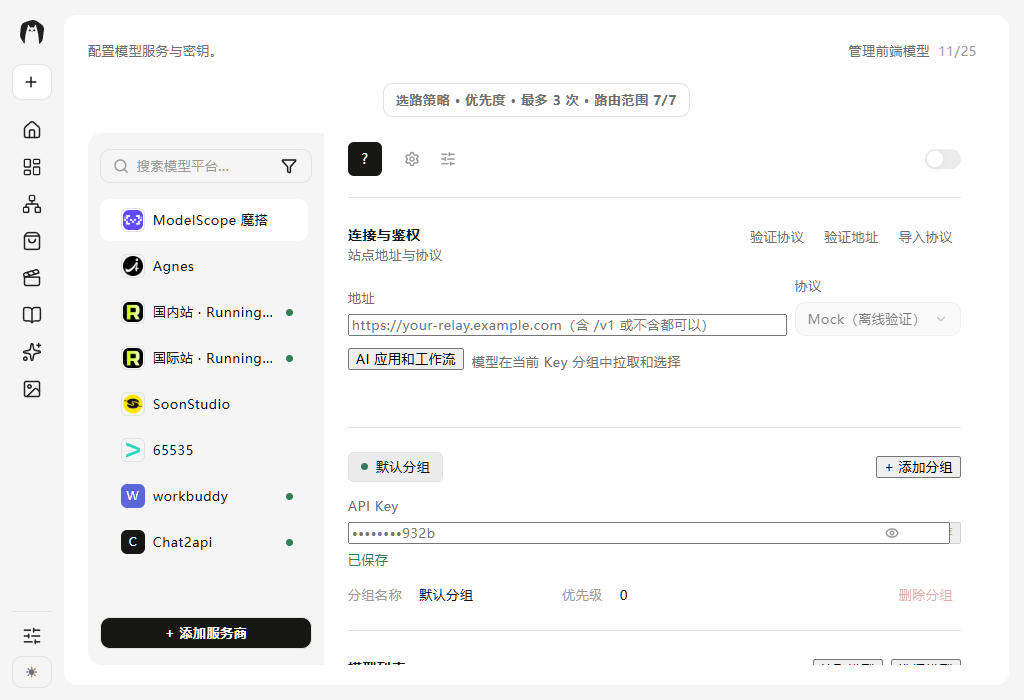 配置模型服务与密钥。
管理前端模型 11/25
选路策略 • 优先度 • 最多 3 次 • 路由范围 7/7
搜索模型平台...
?
ModelScope 魔搭
Agnes
国内站 · Running...
国际站 · Running...
SoonStudio
65535
W workbuddy
C Chat2api
+ 添加服务商
连接与鉴权
站点地址与协议
验证协议 验证地址 导入协议
地址
协议
https://your-relay.example.com（含 /v1 或不含都可以）
Mock（离线验证）
AI 应用和工作流 模型在当前 Key 分组中拉取和选择
默认分组
+ 添加分组
API Key
••••••••932b
已保存
分组名称 默认分组 优先级 0 删除分组
模型列表